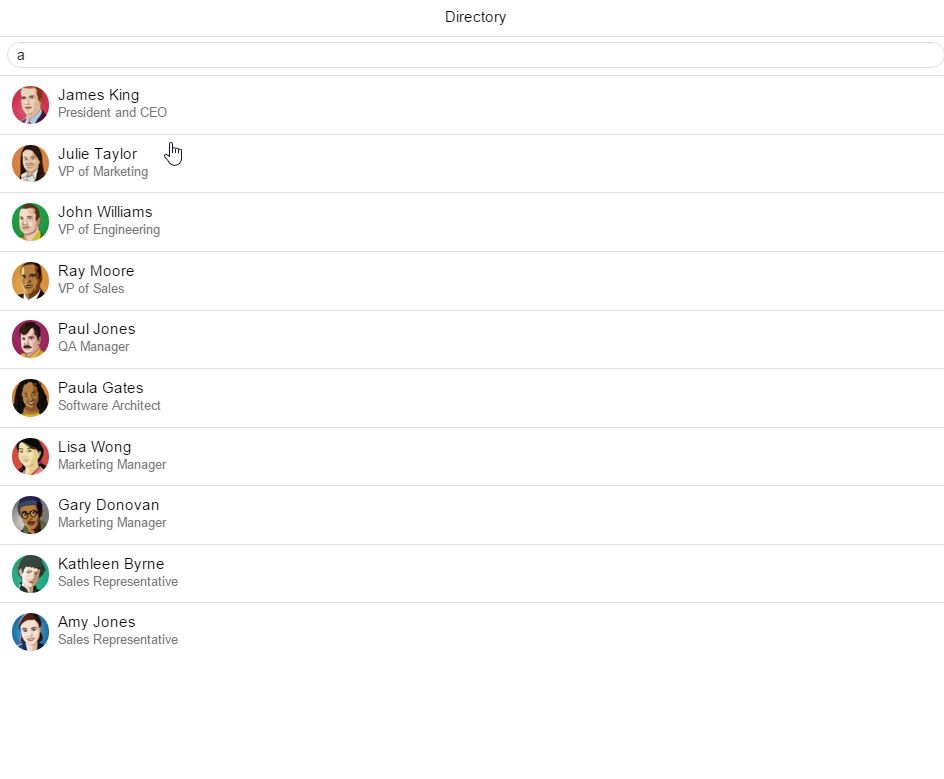 Directory
a
James King
President and CEO
Julie Taylor
VP of Marketing
John Williams
VP of Engineering
Ray Moore
VP of Sales
Paul Jones
QA Manager
Paula Gates
Software Architect
Lisa Wong
Marketing Manager
Gary Donovan
Marketing Manager
Kathleen Byrne
Sales Representative
Amy Jones
Sales Representative